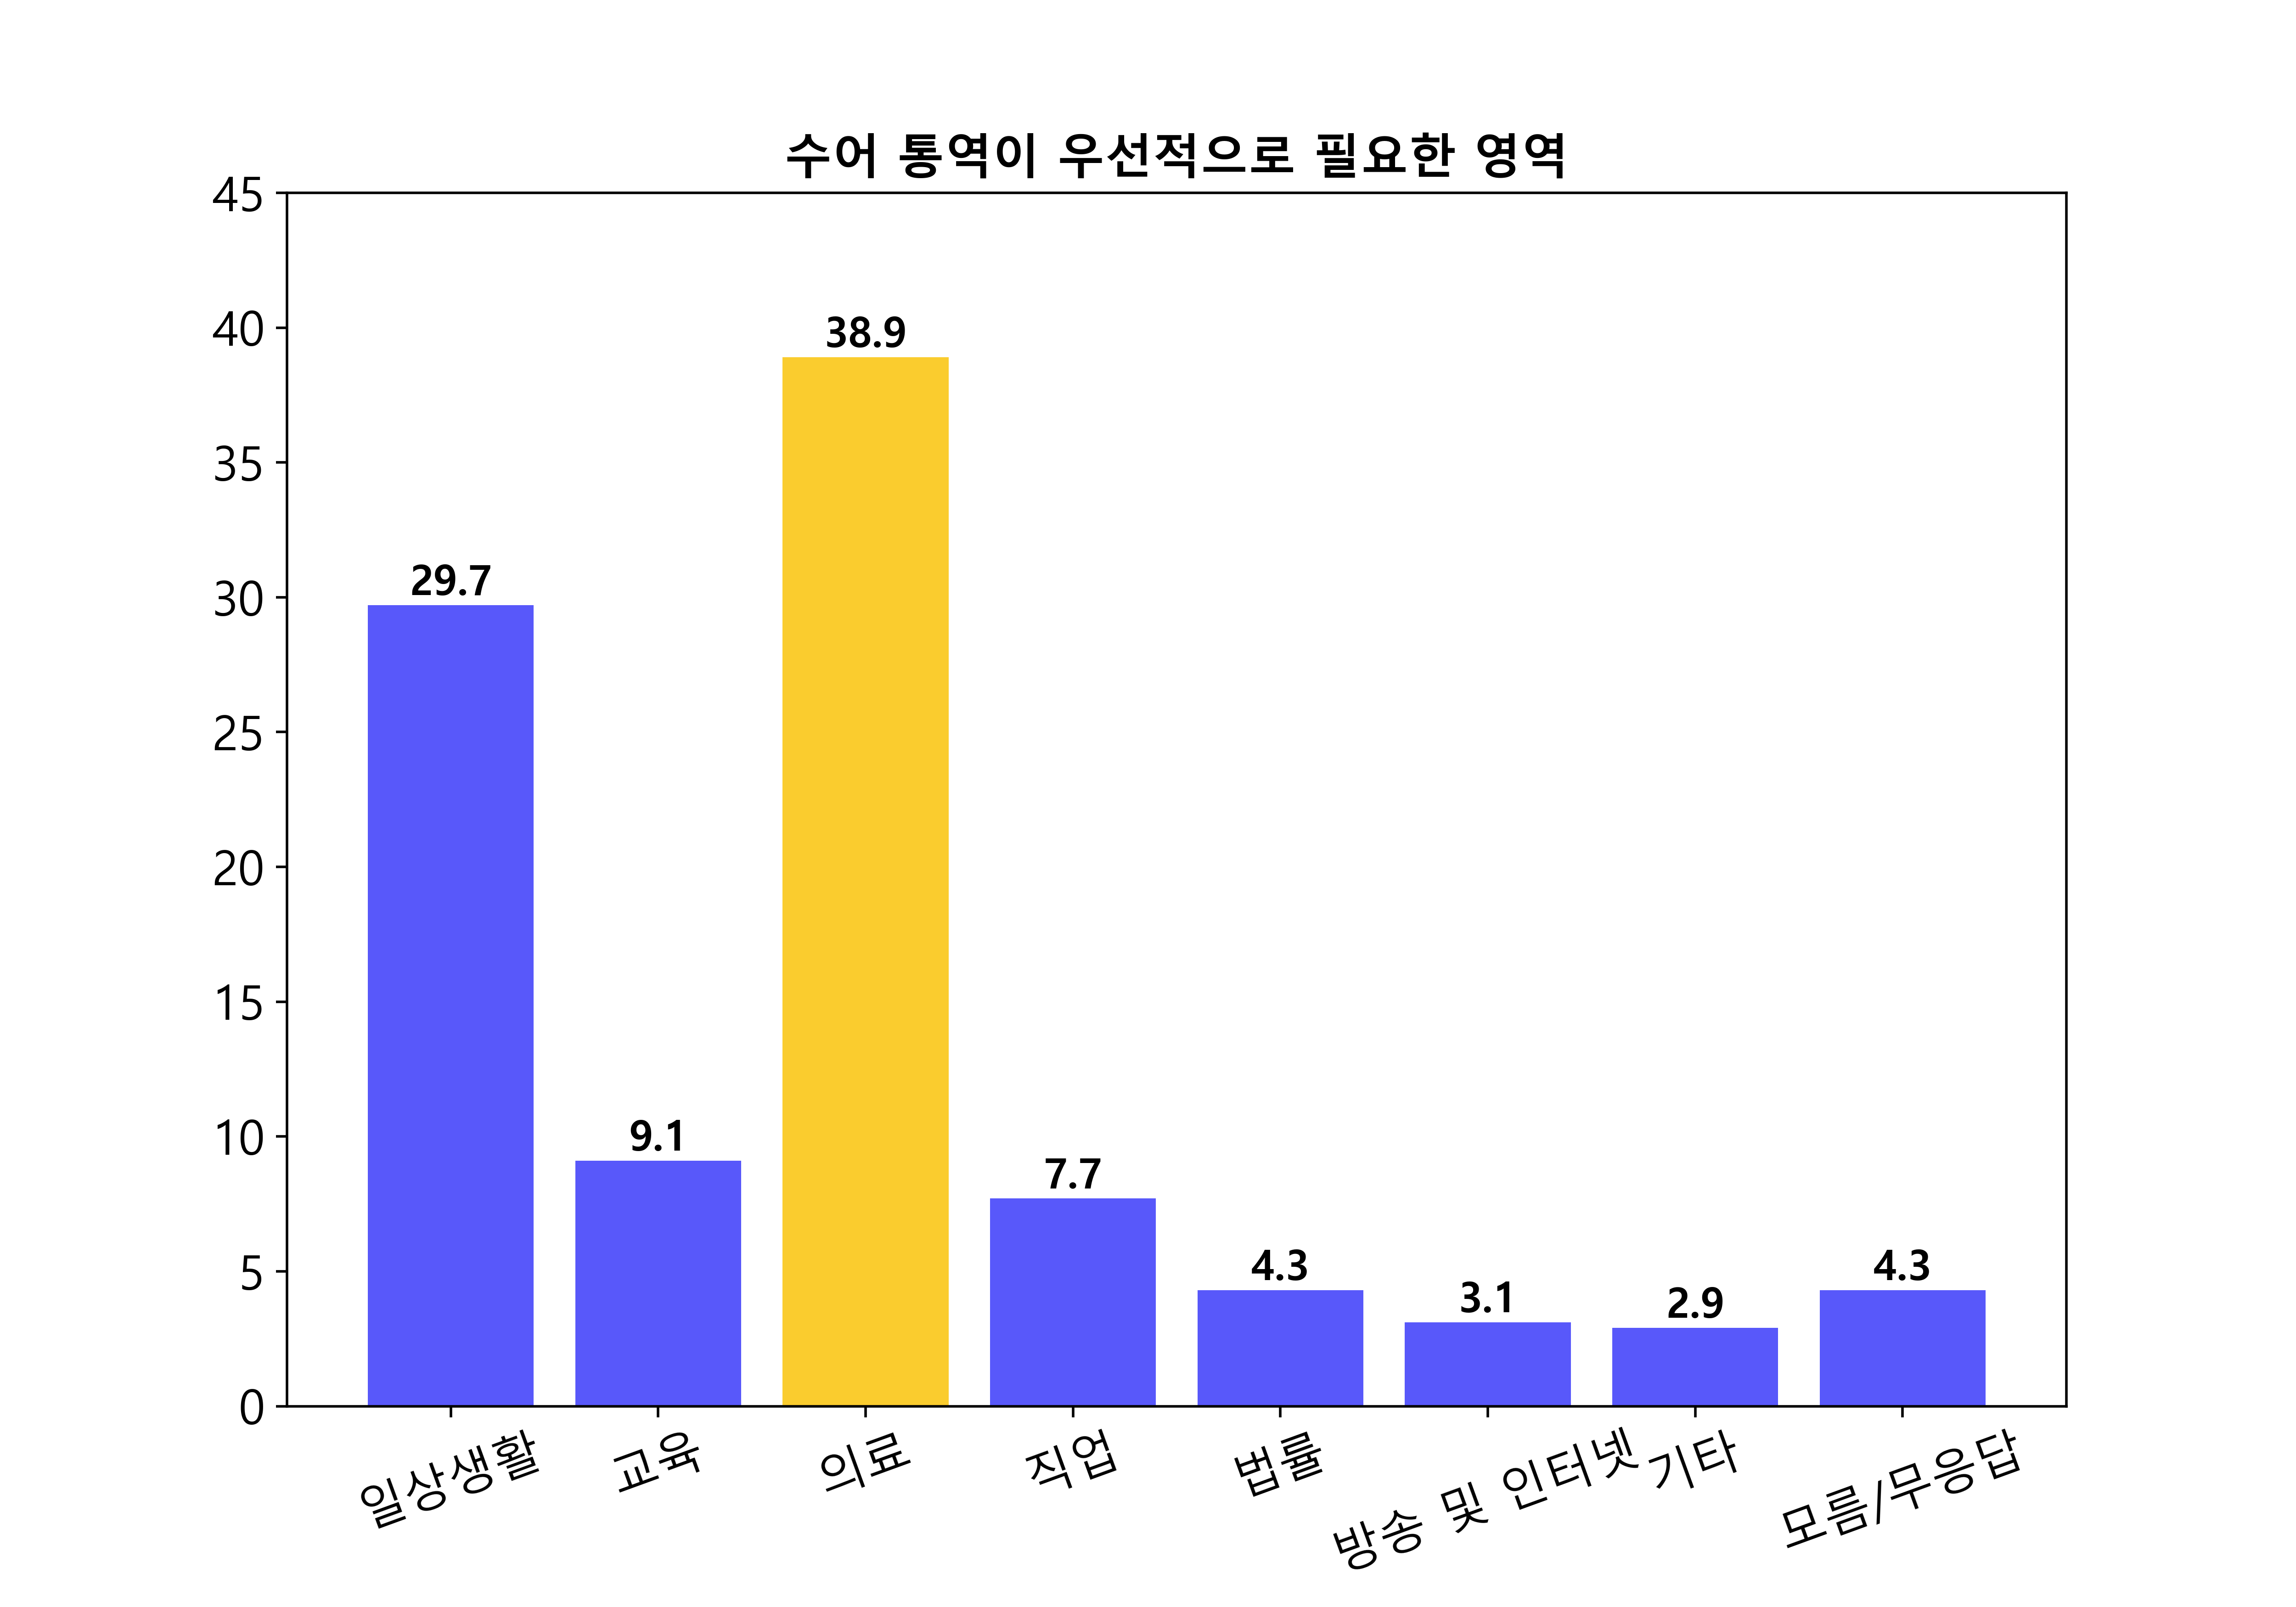 수어 통역이 우선적으로 필요한 영역
45
40
35
30
25
20
15
10
5
0
29.7
9.1
38.9
7.7
4.3
3.1
2.9
4.3
일상생활
교육
의료
직업
법률
방송 및 인터넷
기타
모름/무응답